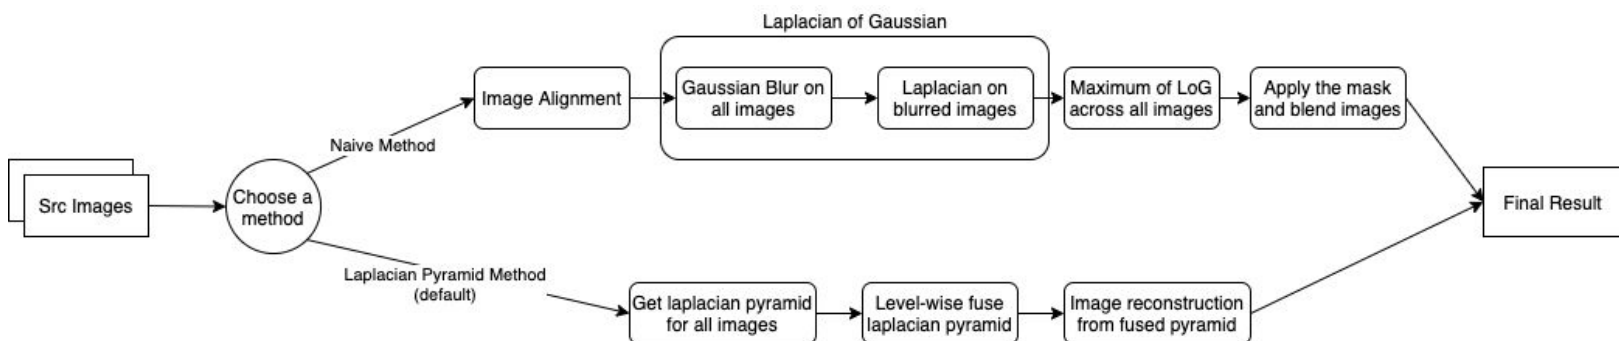 Laplacian of Gaussian
Image Alignment
Gaussian Blur on
all images
Laplacian on
blurred images
Maximum of LoG
across all images
Apply the mask
and blend images
Naive Method
Src Images
Choose a
method
Final Result
Laplacian Pyramid Method
(default)
Get laplacian pyramid
for all images
Level-wise fuse
laplacian pyramid
Image reconstruction
from fused pyramid